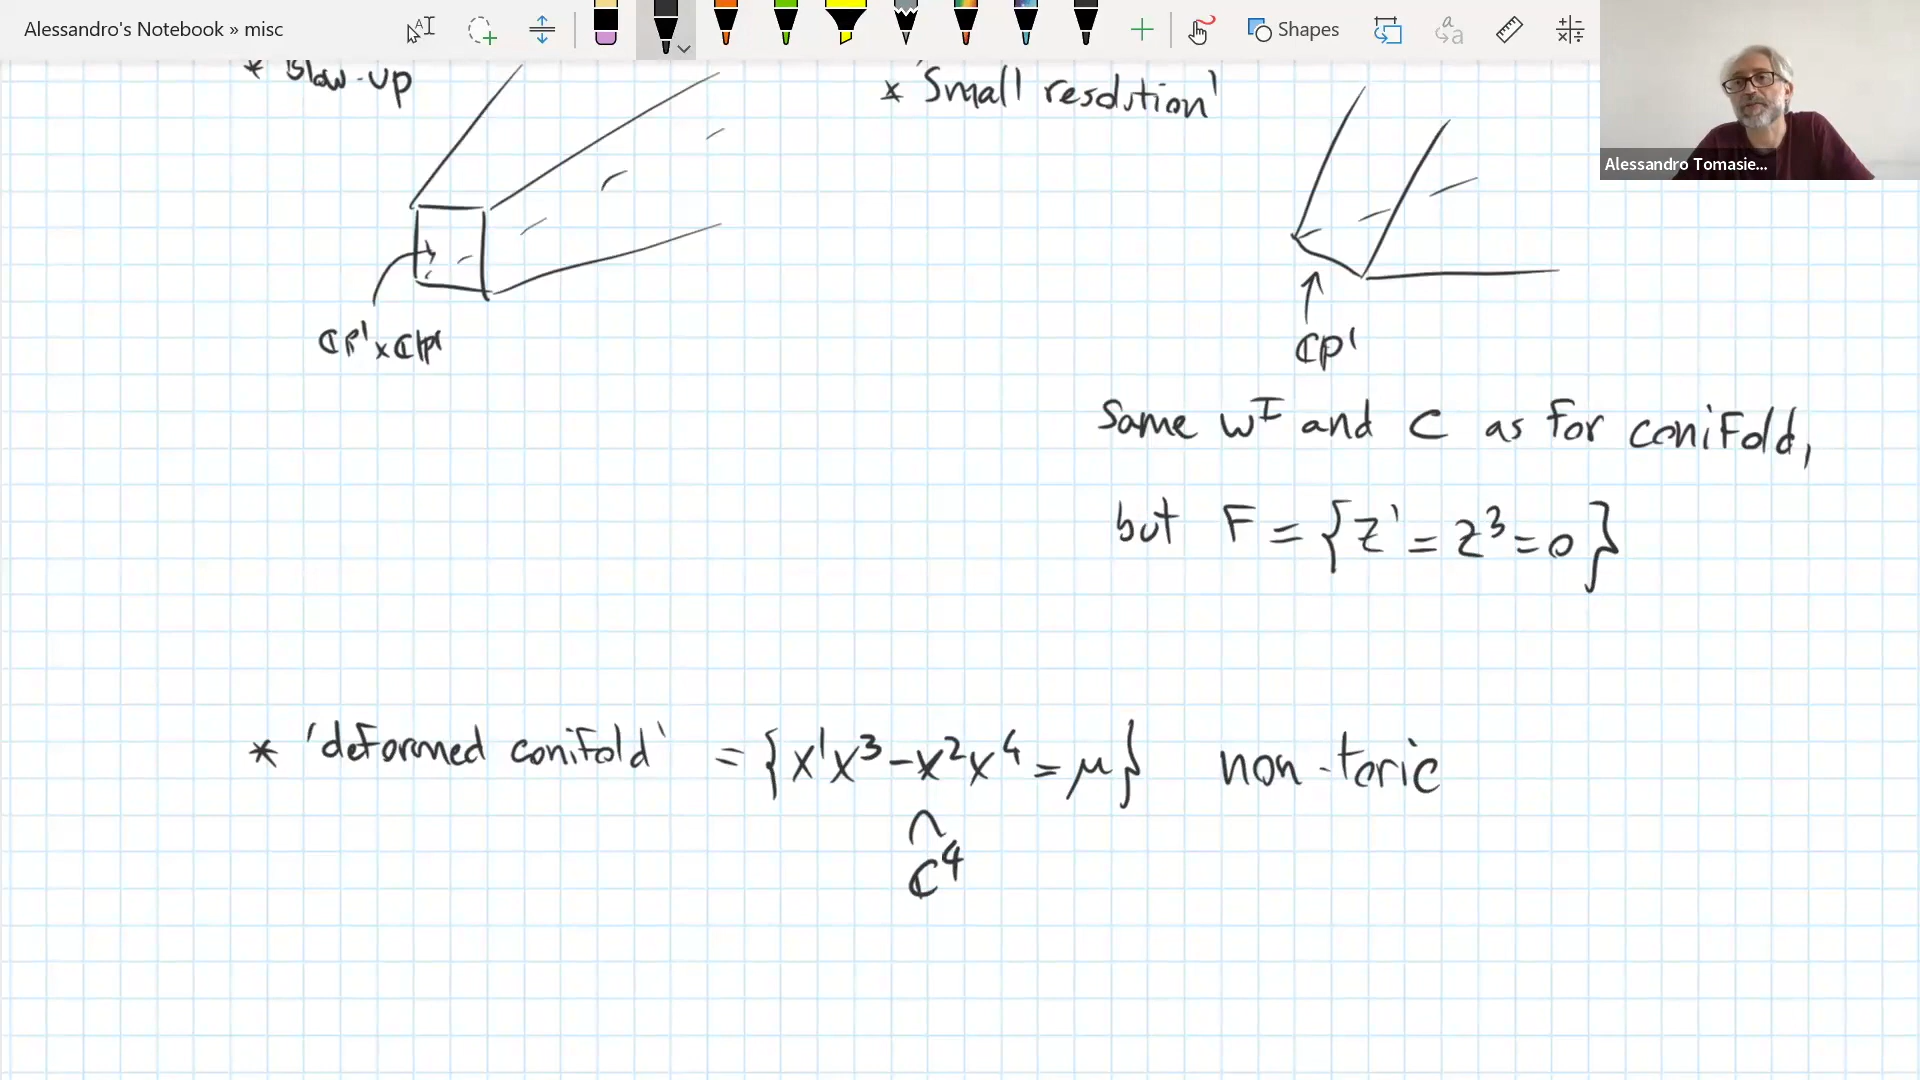 Alessandro's Notebook » misc
Shapes
Alessandro Tomasie...
* Blow-up
* 'Small resolution'
ℂP¹×ℂP¹
ℂP¹
Same wᴵ and C as for conifold,
but F = {z¹ = z³ = 0}
* 'deformed conifold' = {x¹x³ - x²x⁴ = μ} non-toric
∩
ℂ⁴